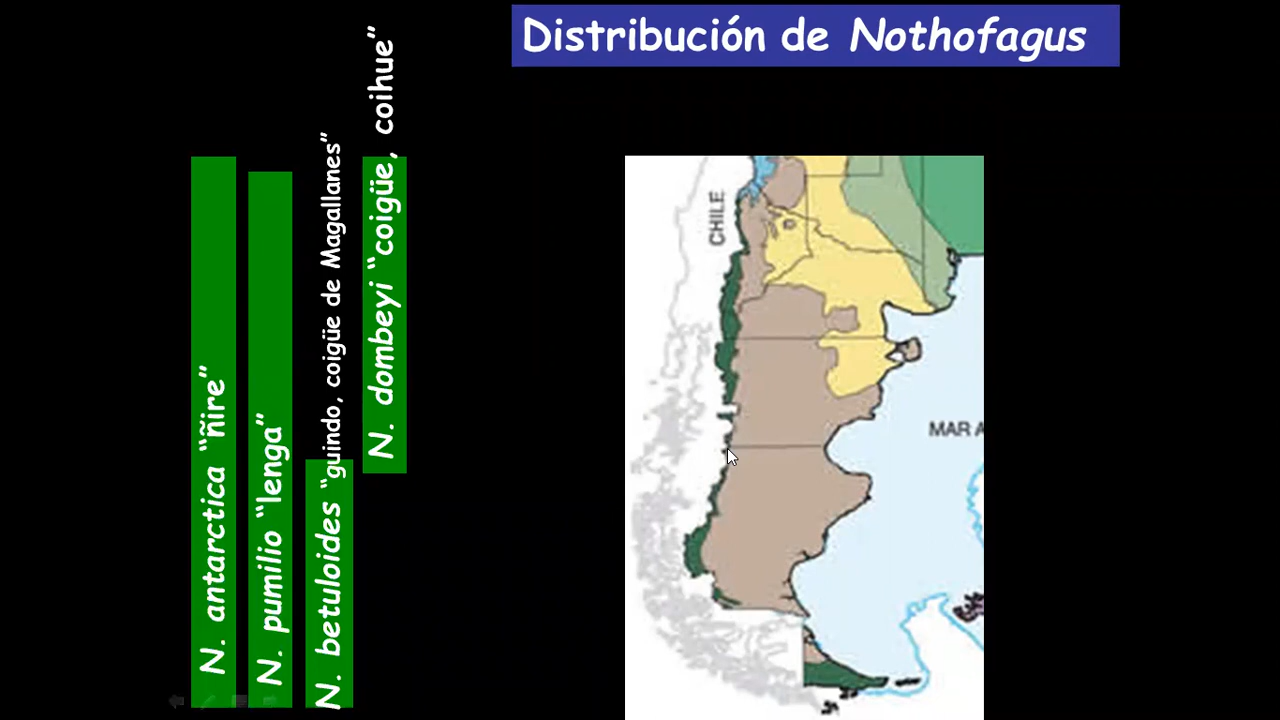 Distribución de Nothofagus
N. antarctica “ñire”
N. pumilio “lenga”
N. betuloides “guindo, coigüe de Magallanes”
N. dombeyi “coigüe, coihue”
CHILE
MAR A